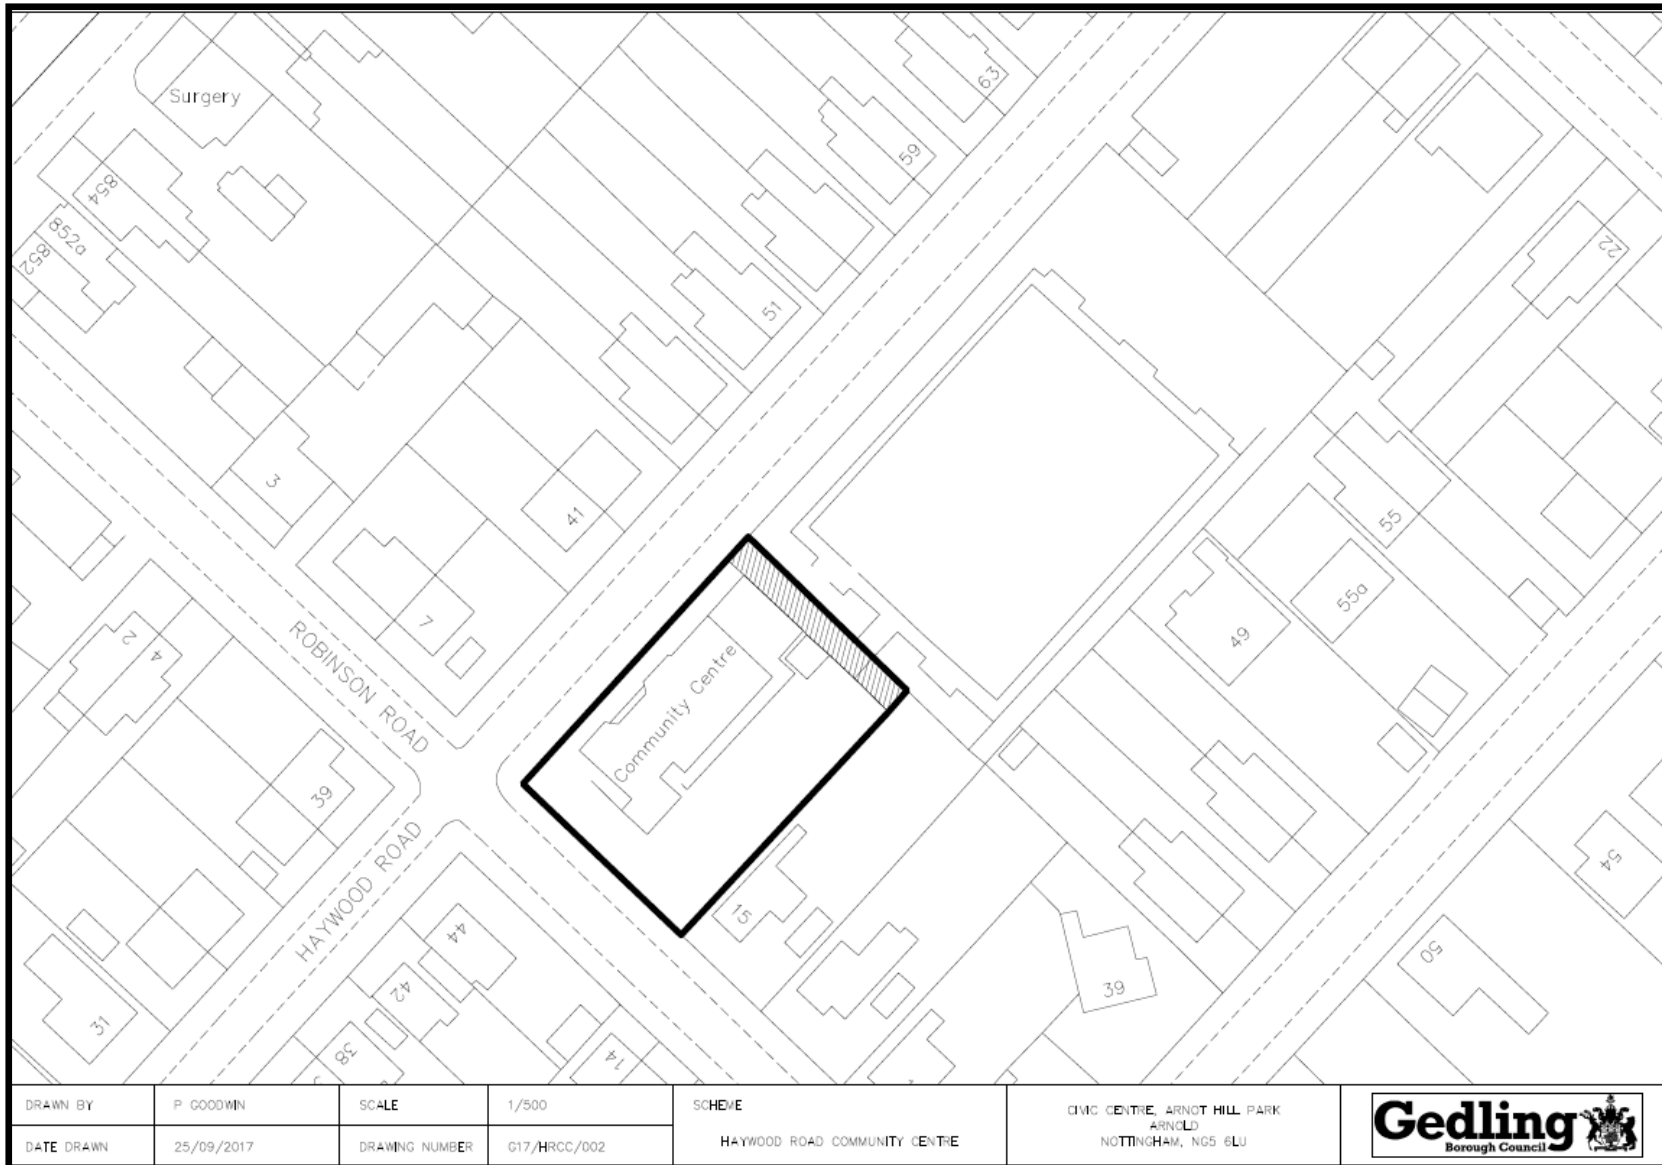 Surgery
63
59
854
852a
852
22
51
3
41
55
7
55a
49
2
4
ROBINSON ROAD
Community Centre
39
54
HAYWOOD ROAD
15
44
50
42
39
31
38
14
DRAWN BY
P GOODWIN
SCALE
1/500
SCHEME
CIVIC CENTRE, ARNOT HILL PARK
ARNOLD
NOTTINGHAM, NG5 6LU
DATE DRAWN
25/09/2017
DRAWING NUMBER
G17/HRCC/002
HAYWOOD ROAD COMMUNITY CENTRE
Gedling
Borough Council